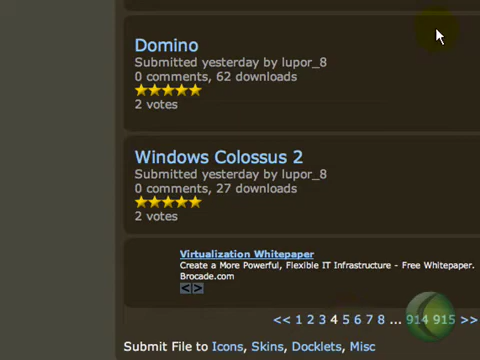 Domino
Submitted yesterday by lupor_8
0 comments, 62 downloads
2 votes
Windows Colossus 2
Submitted yesterday by lupor_8
0 comments, 27 downloads
2 votes
Virtualization Whitepaper
Create a More Powerful, Flexible IT Infrastructure - Free Whitepaper.
Brocade.com
<>
<< 1 2 3 4 5 6 7 8 ... 914 915 >>
Submit File to Icons, Skins, Docklets, Misc